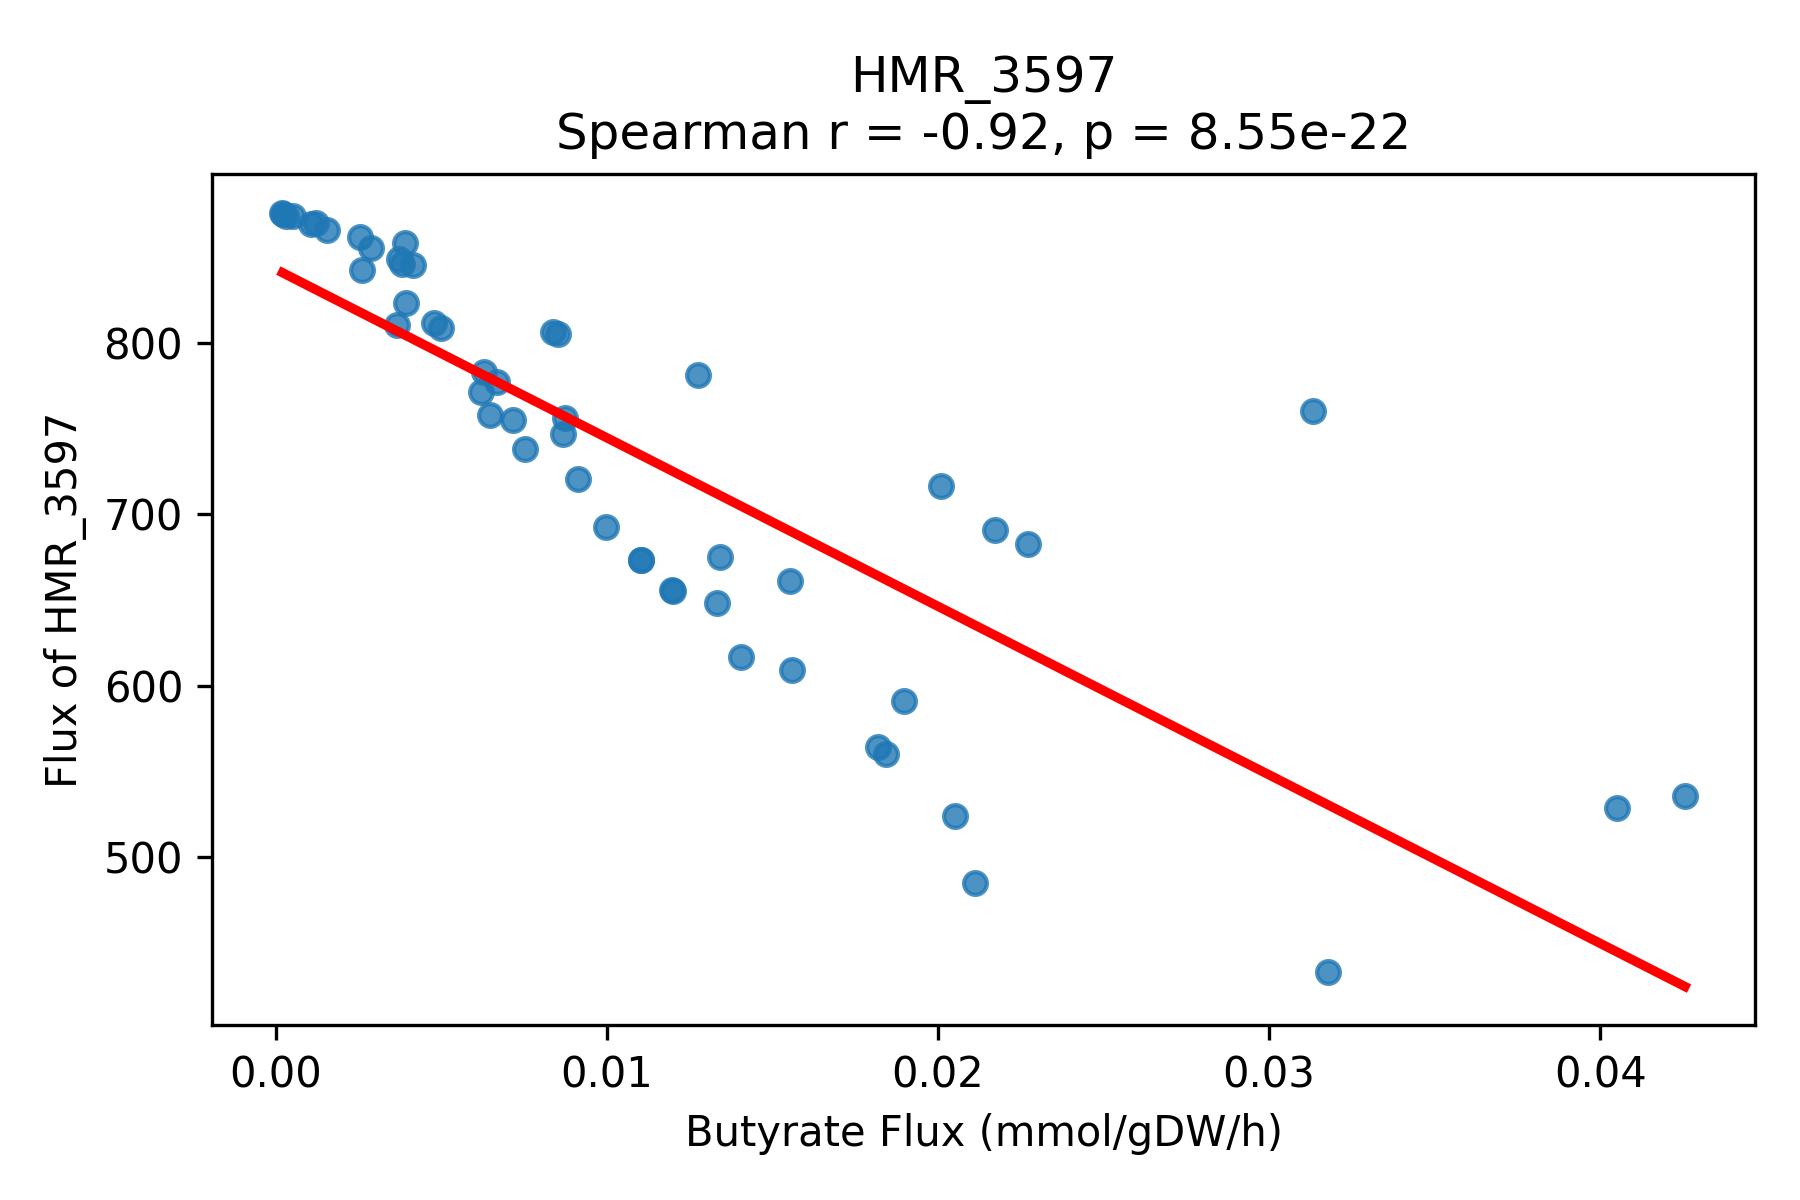 HMR_3597
Spearman r = -0.92, p = 8.55e-22
Flux of HMR_3597
800
700
600
500
0.00 0.01 0.02 0.03 0.04
Butyrate Flux (mmol/gDW/h)